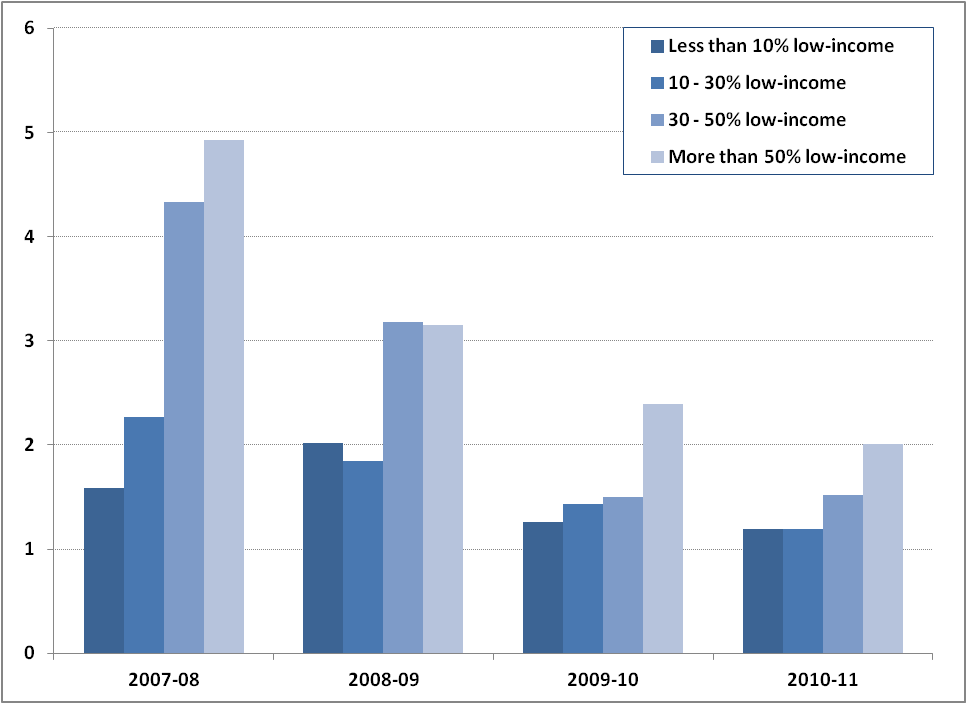 6
5
4
3
2
1
0
Less than 10% low-income
10 - 30% low-income
30 - 50% low-income
More than 50% low-income
2007-08 2008-09 2009-10 2010-11